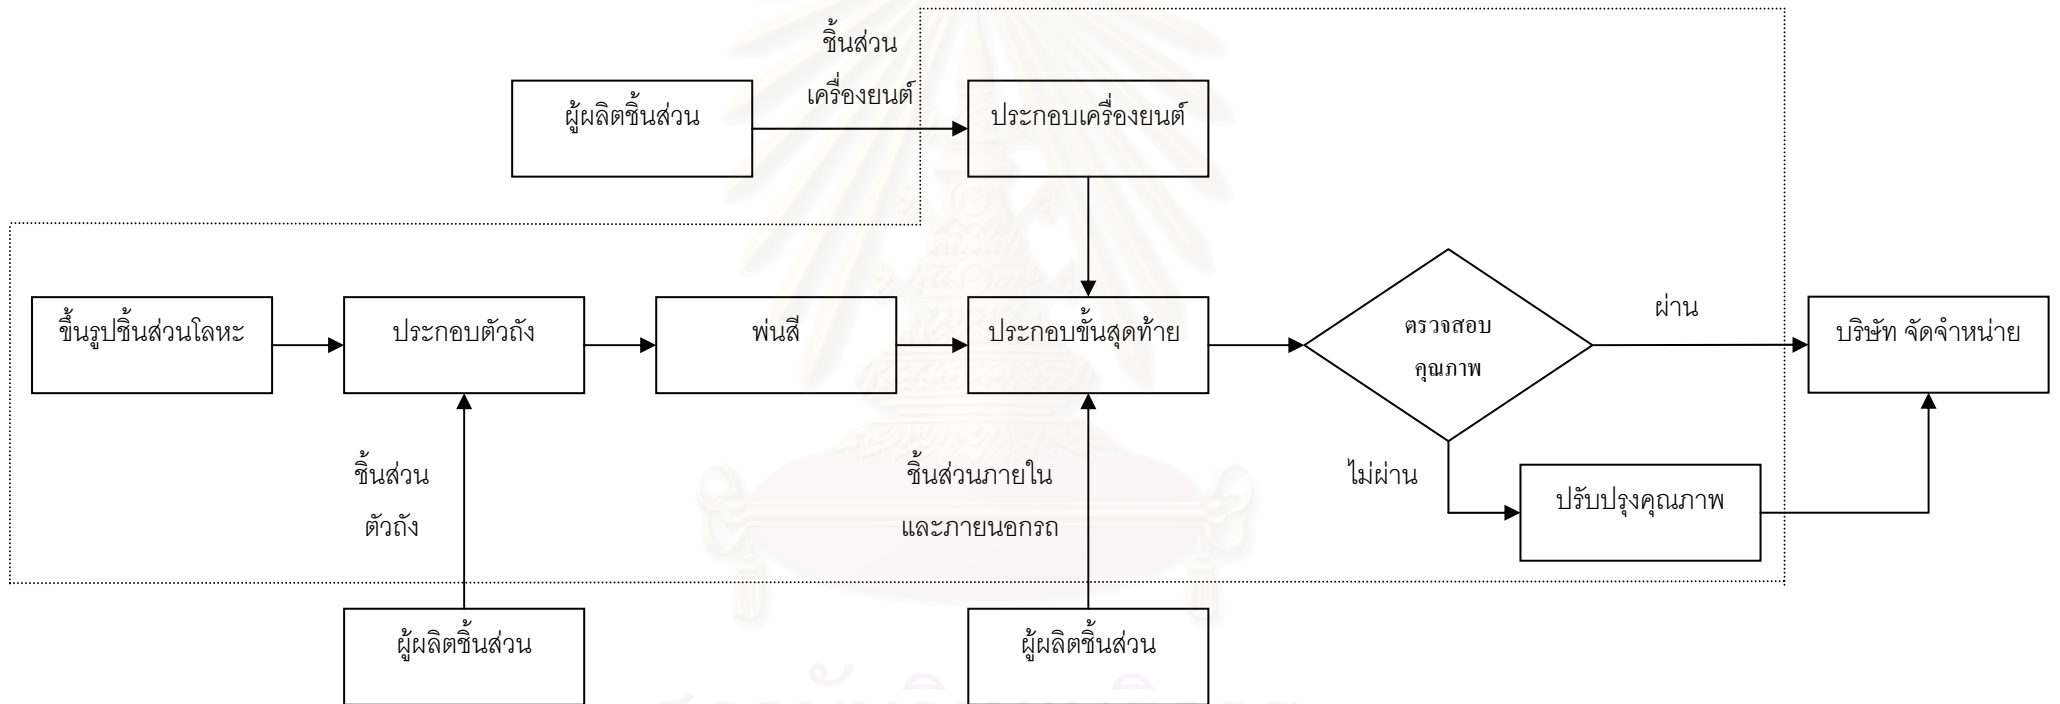 ชิ้นส่วน
เครื่องยนต์
ผู้ผลิตชิ้นส่วน
ประกอบเครื่องยนต์
ขึ้นรูปชิ้นส่วนโลหะ
ประกอบตัวถัง
พ่นสี
ประกอบขั้นสุดท้าย
ตรวจสอบ
คุณภาพ
ผ่าน
บริษัท จัดจำหน่าย
ชิ้นส่วน
ตัวถัง
ชิ้นส่วนภายใน
และภายนอกรถ
ไม่ผ่าน
ปรับปรุงคุณภาพ
ผู้ผลิตชิ้นส่วน
ผู้ผลิตชิ้นส่วน